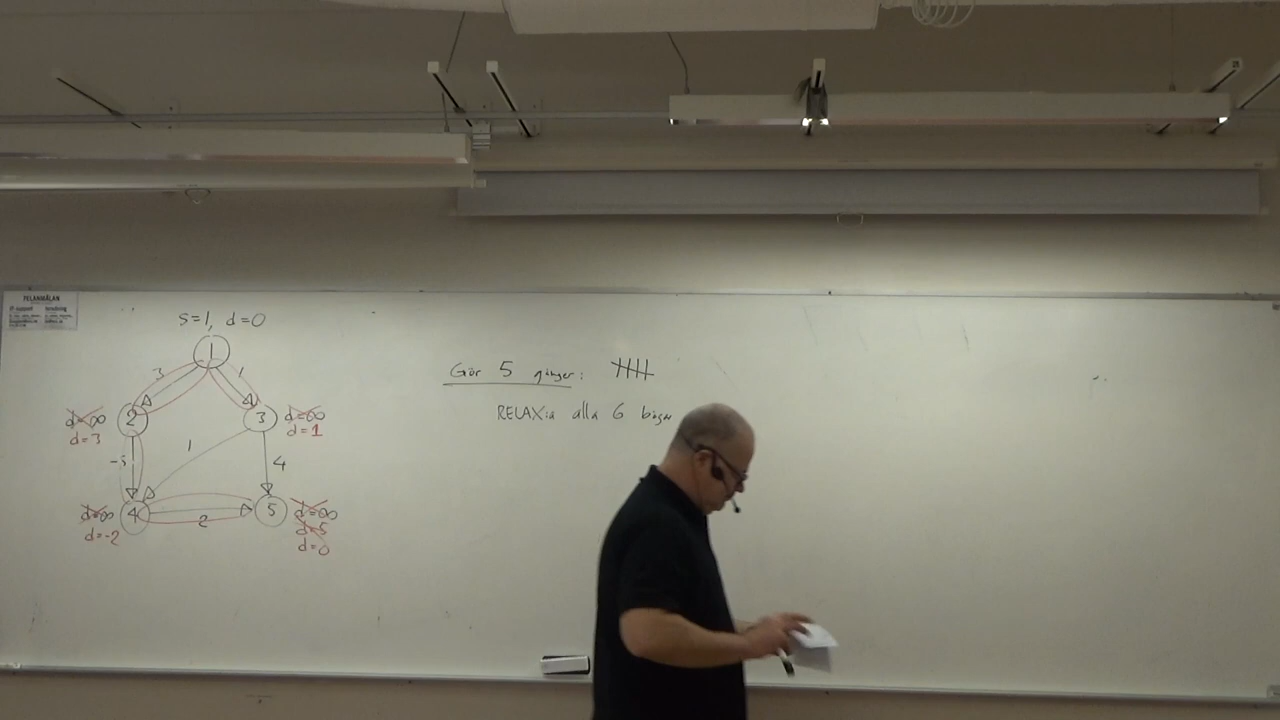 FELANMÄLAN
s=1, d=0
1
3
1
2
3
d=∞
d=3
d=∞
d=1
1
-5
4
4
5
2
d=∞
d=-2
d=∞
d=5
d=0
Gör 5 gånger:
RELAX:a alla 6 bågar